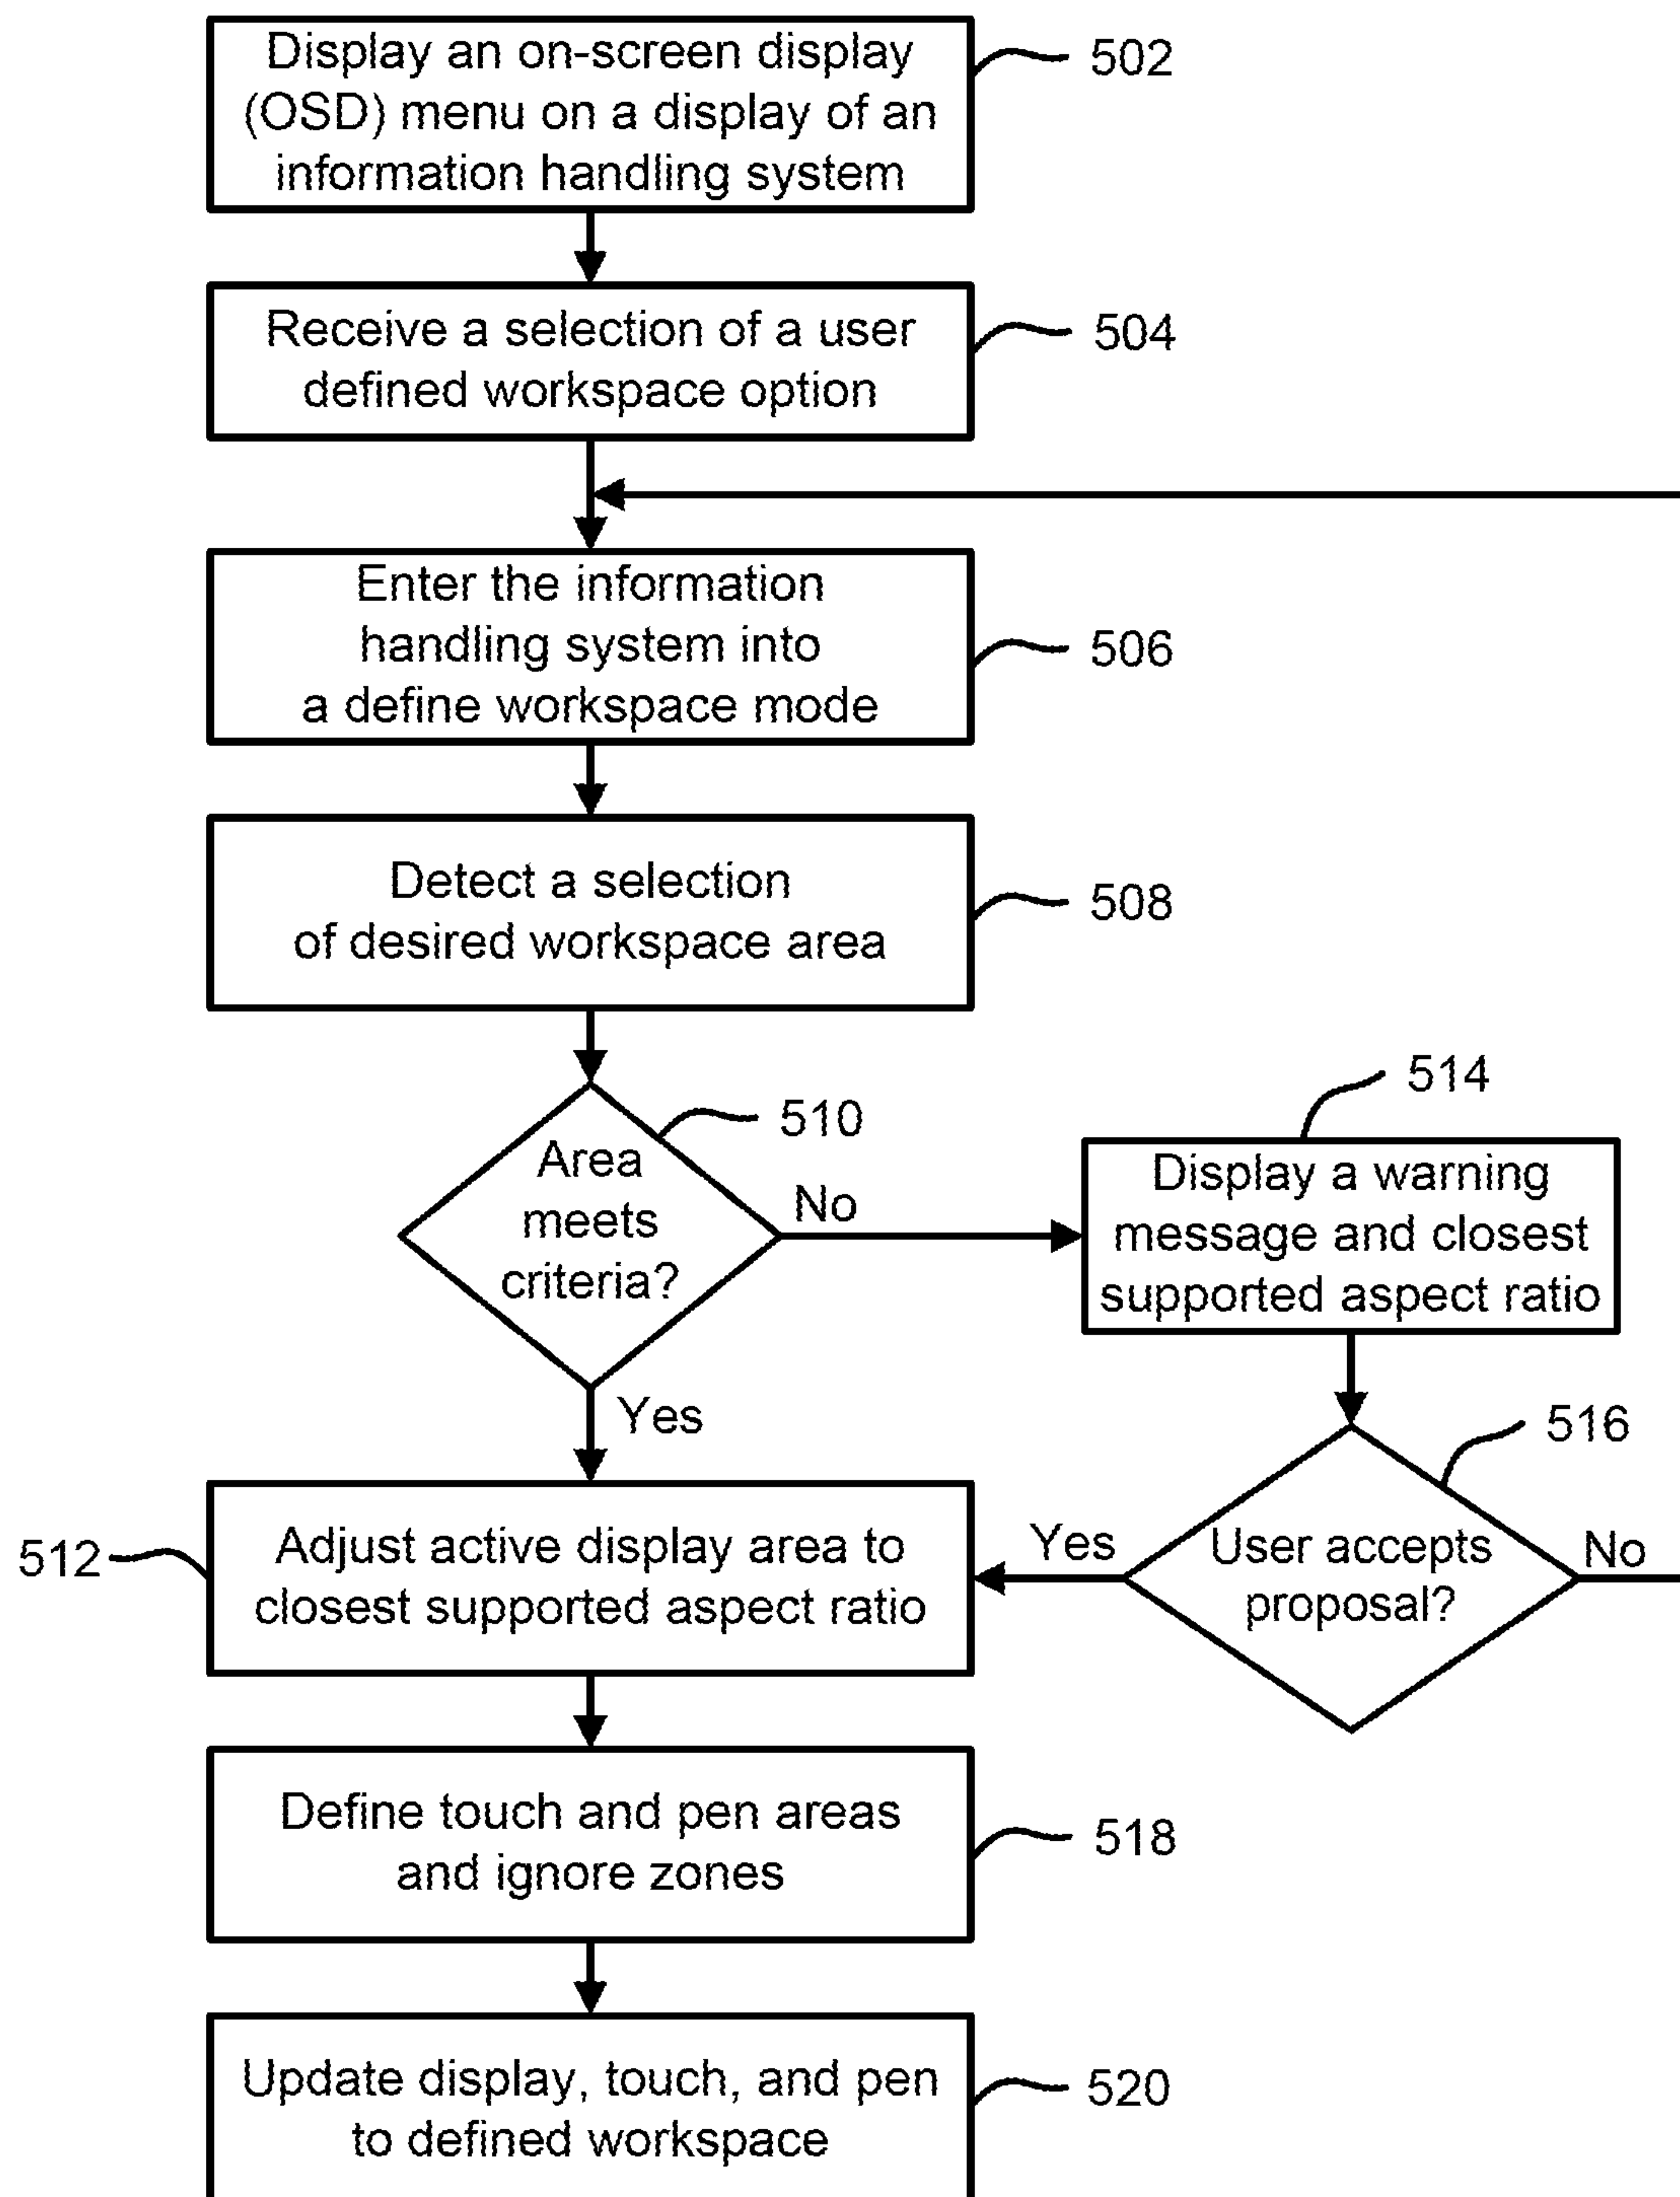 Display an on-screen display
(OSD) menu on a display of an
information handling system
502
Receive a selection of a user
defined workspace option
504
Enter the information
handling system into
a define workspace mode
506
Detect a selection
of desired workspace area
508
Area
meets
criteria?
510
No
Yes
514
Display a warning
message and closest
supported aspect ratio
516
User accepts
proposal?
Yes
No
512
Adjust active display area to
closest supported aspect ratio
Define touch and pen areas
and ignore zones
518
Update display, touch, and pen
to defined workspace
520